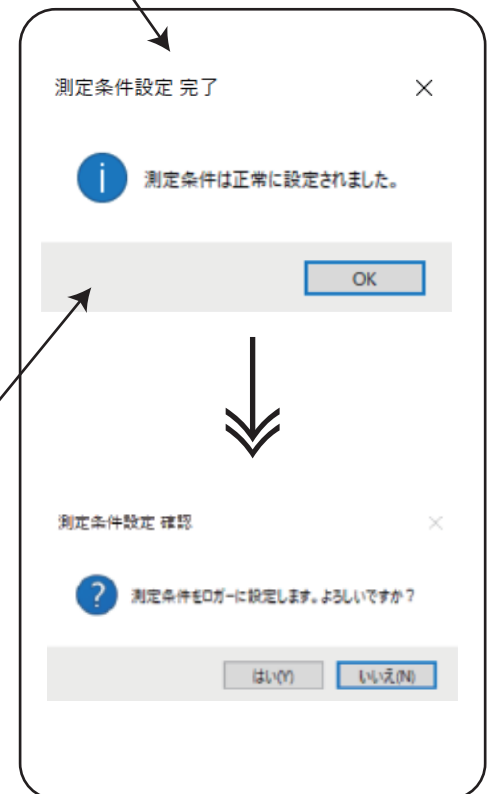 測定条件設定 完了
測定条件は正常に設定されました。
OK
測定条件設定 確認
測定条件をロガーに設定します。よろしいですか？
はい(Y)
いいえ(N)